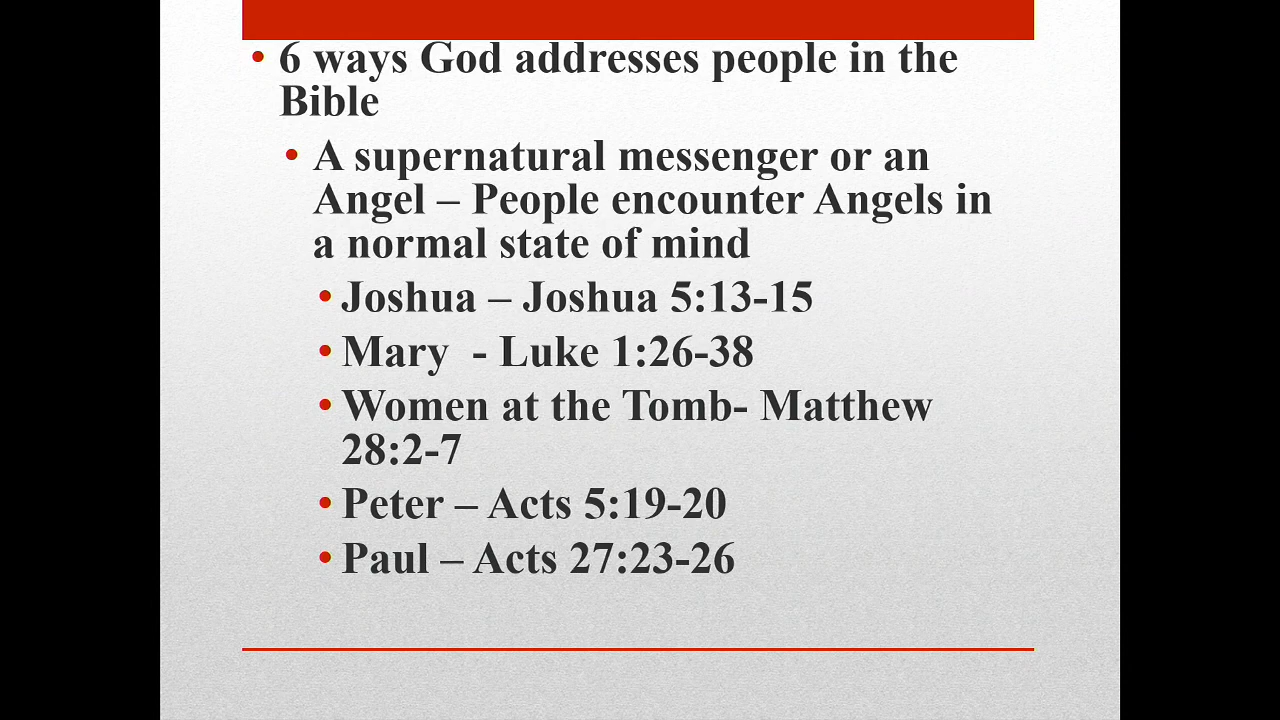 • 6 ways God addresses people in the
Bible
• A supernatural messenger or an
Angel – People encounter Angels in
a normal state of mind
• Joshua – Joshua 5:13-15
• Mary  - Luke 1:26-38
• Women at the Tomb- Matthew
28:2-7
• Peter – Acts 5:19-20
• Paul – Acts 27:23-26